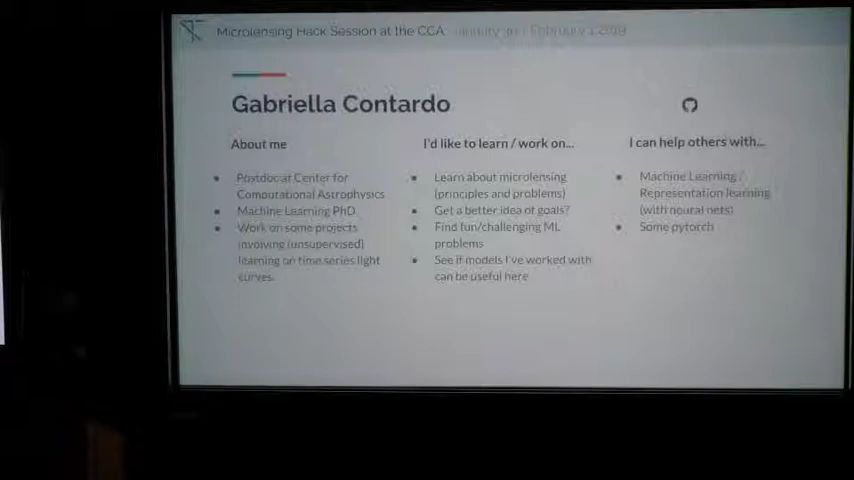 Microlensing Hack Session at the CCA February 1 2019
Gabriella Contardo
About me
Postdoc at Center for
Computational Astrophysics
Machine Learning PhD
Work on some projects
involving (unsupervised)
learning on time series light
curves.
I'd like to learn / work on...
Learn about microlensing
(principles and problems)
Get a better idea of goals?
Find fun/challenging ML
problems
See if models I've worked with
can be useful here
I can help others with...
Machine Learning /
Representation learning
(with neural nets)
Some pytorch